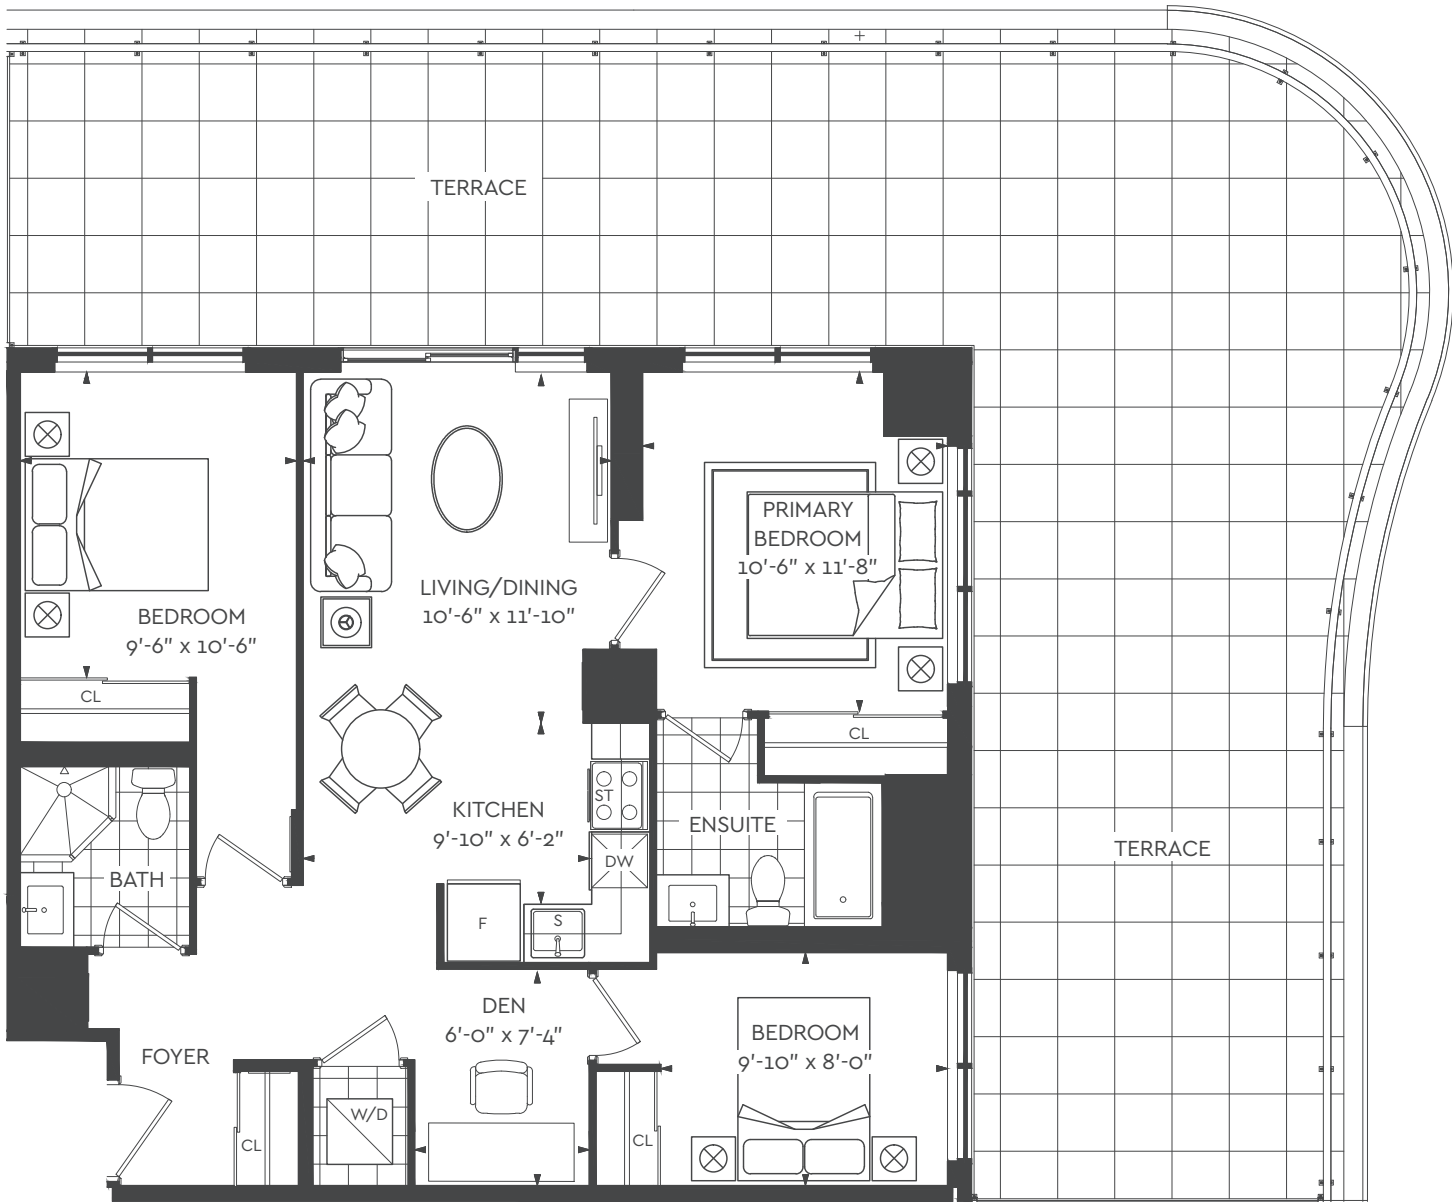 TERRACE
PRIMARY
BEDROOM
10'-6" x 11'-8"
LIVING/DINING
10'-6" x 11'-10"
BEDROOM
9'-6" x 10'-6"
CL
CL
ST
KITCHEN
9'-10" x 6'-2"
ENSUITE
TERRACE
DW
BATH
F
S
DEN
6'-0" x 7'-4"
BEDROOM
9'-10" x 8'-0"
FOYER
W/D
CL
CL